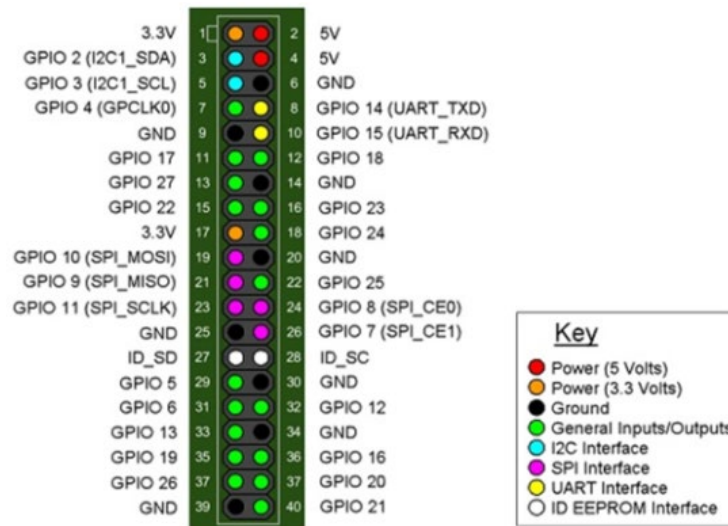 3.3V 1 2 5V
GPIO 2 (I2C1_SDA) 3 4 5V
GPIO 3 (I2C1_SCL) 5 6 GND
GPIO 4 (GPCLK0) 7 8 GPIO 14 (UART_TXD)
GND 9 10 GPIO 15 (UART_RXD)
GPIO 17 11 12 GPIO 18
GPIO 27 13 14 GND
GPIO 22 15 16 GPIO 23
3.3V 17 18 GPIO 24
GPIO 10 (SPI_MOSI) 19 20 GND
GPIO 9 (SPI_MISO) 21 22 GPIO 25
GPIO 11 (SPI_SCLK) 23 24 GPIO 8 (SPI_CE0)
GND 25 26 GPIO 7 (SPI_CE1)
ID_SD 27 28 ID_SC
GPIO 5 29 30 GND
GPIO 6 31 32 GPIO 12
GPIO 13 33 34 GND
GPIO 19 35 36 GPIO 16
GPIO 26 37 37 GPIO 20
GND 39 40 GPIO 21
Key
Power (5 Volts)
Power (3.3 Volts)
Ground
General Inputs/Outputs
I2C Interface
SPI Interface
UART Interface
ID EEPROM Interface